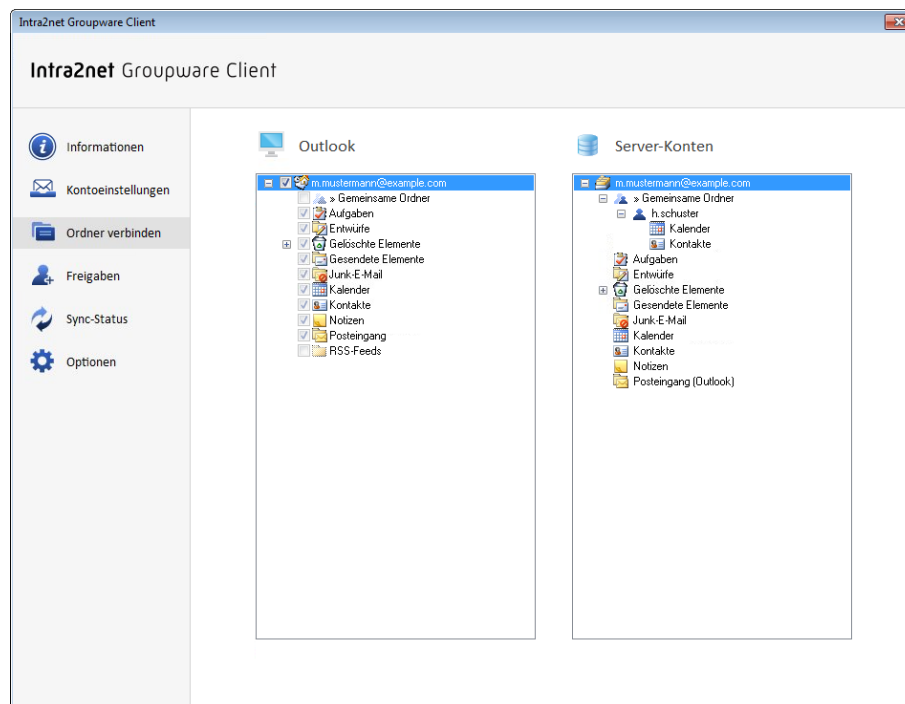 Intra2net Groupware Client
Intra2net Groupware Client
Informationen
Kontoeinstellungen
Ordner verbinden
Freigaben
Sync-Status
Optionen
Outlook
m.mustermann@example.com
» Gemeinsame Ordner
Aufgaben
Entwürfe
Gelöschte Elemente
Gesendete Elemente
Junk-E-Mail
Kalender
Kontakte
Notizen
Posteingang
RSS-Feeds
Server-Konten
m.mustermann@example.com
» Gemeinsame Ordner
h.schuster
Kalender
Kontakte
Aufgaben
Entwürfe
Gelöschte Elemente
Gesendete Elemente
Junk-E-Mail
Kalender
Kontakte
Notizen
Posteingang (Outlook)